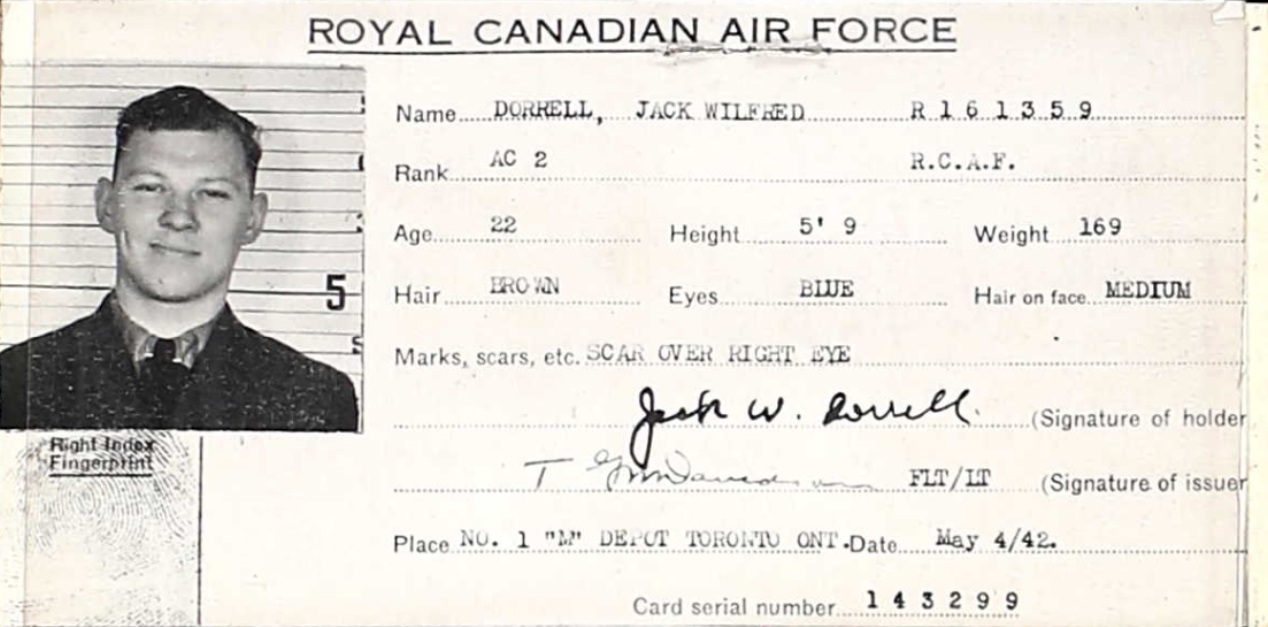 ROYAL CANADIAN AIR FORCE
Name DORRELL, JACK WILFRED R 1 6 1 3 5 9
Rank AC 2 R.C.A.F.
Age 22 Height 5' 9 Weight 169
Hair BROWN Eyes BLUE Hair on face MEDIUM
5
Marks, scars, etc. SCAR OVER RIGHT EYE
Jack W. Dorrell. (Signature of holder
Right Index
Fingerprint
T FLT/LT (Signature of issuer
Place NO. 1 "M" DEPOT TORONTO ONT. Date May 4/42.
Card serial number 1 4 3 2 9 9